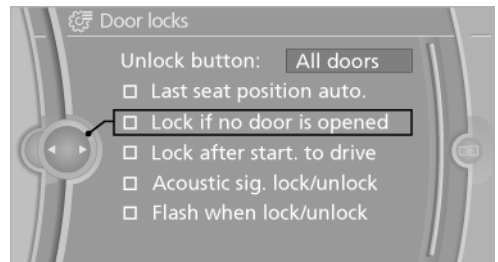 Door locks
Unlock button: All doors
Last seat position auto.
Lock if no door is opened
Lock after start. to drive
Acoustic sig. lock/unlock
Flash when lock/unlock